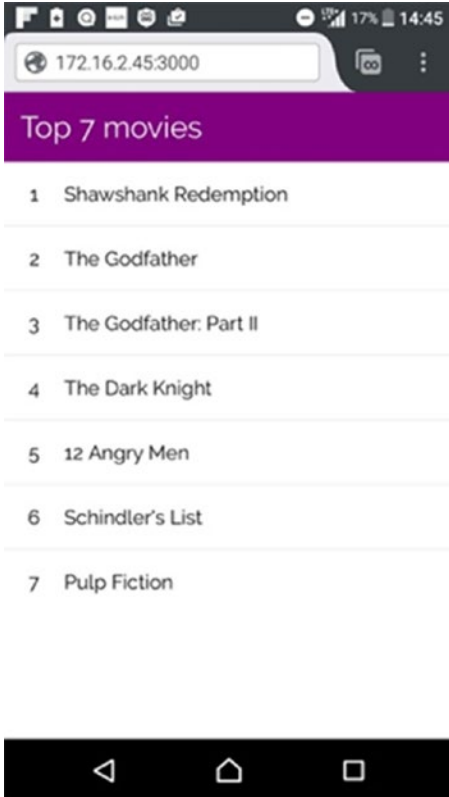 17% 14:45
172.16.2.45:3000
Top 7 movies
1 Shawshank Redemption
2 The Godfather
3 The Godfather: Part II
4 The Dark Knight
5 12 Angry Men
6 Schindler's List
7 Pulp Fiction